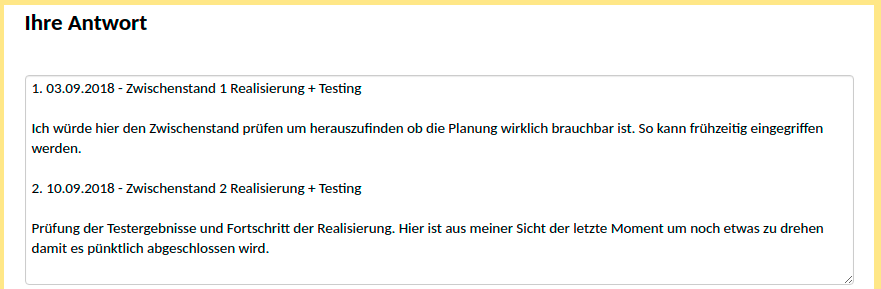 Ihre Antwort
1. 03.09.2018 - Zwischenstand 1 Realisierung + Testing
Ich würde hier den Zwischenstand prüfen um herauszufinden ob die Planung wirklich brauchbar ist. So kann frühzeitig eingegriffen
werden.
2. 10.09.2018 - Zwischenstand 2 Realisierung + Testing
Prüfung der Testergebnisse und Fortschritt der Realisierung. Hier ist aus meiner Sicht der letzte Moment um noch etwas zu drehen
damit es pünktlich abgeschlossen wird.